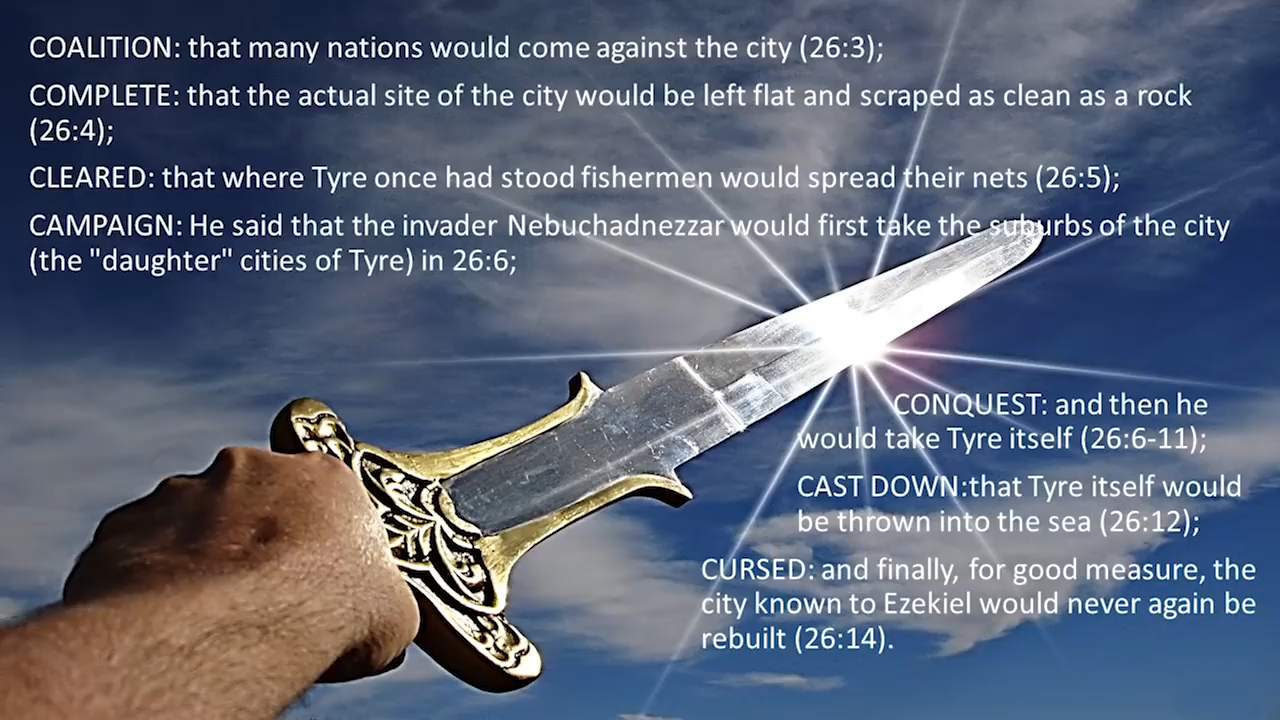 COALITION: that many nations would come against the city (26:3);
COMPLETE: that the actual site of the city would be left flat and scraped as clean as a rock
(26:4);
CLEARED: that where Tyre once had stood fishermen would spread their nets (26:5);
CAMPAIGN: He said that the invader Nebuchadnezzar would first take the suburbs of the city
(the "daughter" cities of Tyre) in 26:6;
CONQUEST: and then he
would take Tyre itself (26:6-11);
CAST DOWN:that Tyre itself would
be thrown into the sea (26:12);
CURSED: and finally, for good measure, the
city known to Ezekiel would never again be
rebuilt (26:14).